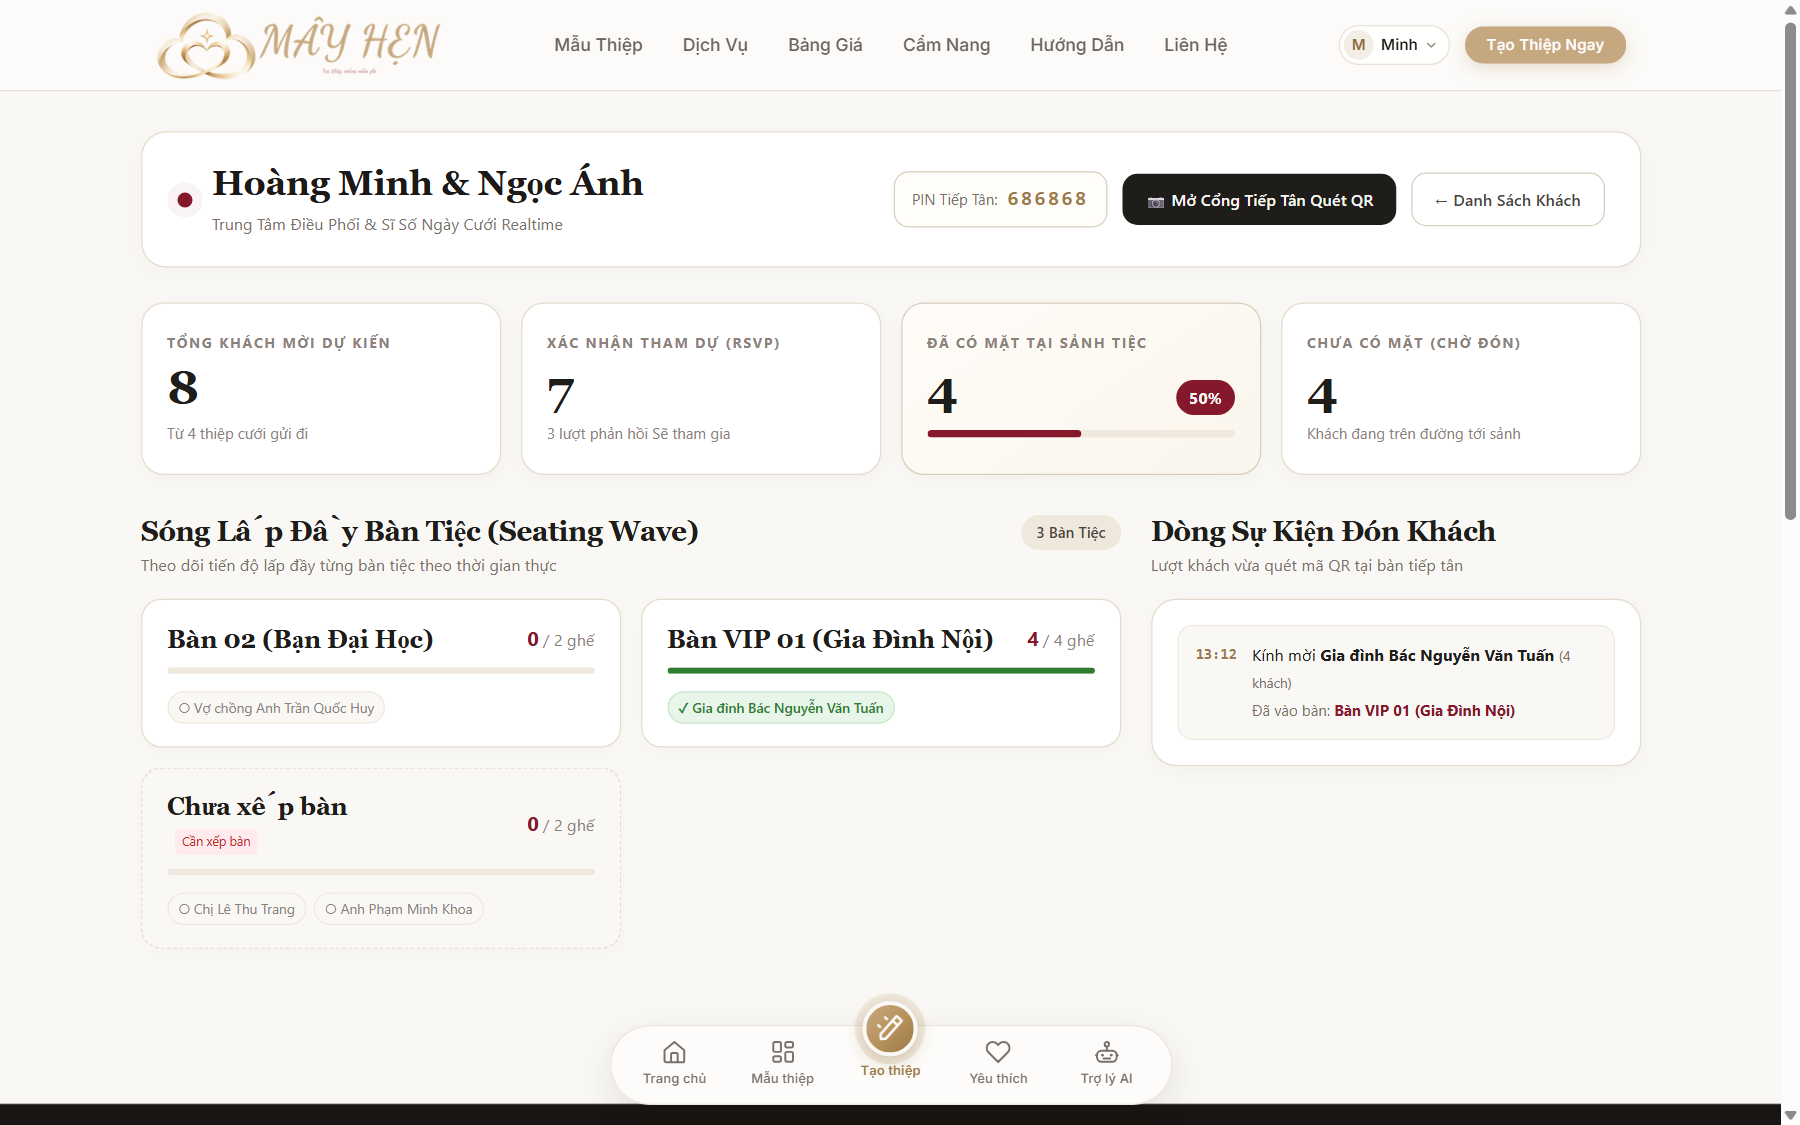 MÂY HẸN
Mẫu Thiệp
Dịch Vụ
Bảng Giá
Cẩm Nang
Hướng Dẫn
Liên Hệ
M
Minh
Tạo Thiệp Ngay
Hoàng Minh & Ngọc Ánh
Trung Tâm Điều Phối & Sĩ Số Ngày Cưới Realtime
PIN Tiếp Tân: 686868
Mở Cổng Tiếp Tân Quét QR
← Danh Sách Khách
TỔNG KHÁCH MỜI DỰ KIẾN
8
Từ 4 thiệp cưới gửi đi
XÁC NHẬN THAM DỰ (RSVP)
7
3 lượt phản hồi Sẽ tham gia
ĐÃ CÓ MẶT TẠI SẢNH TIỆC
4
50%
CHƯA CÓ MẶT (CHỜ ĐÓN)
4
Khách đang trên đường tới sảnh
Sóng Lấp Đầy Bàn Tiệc (Seating Wave)
Theo dõi tiến độ lấp đầy từng bàn tiệc theo thời gian thực
3 Bàn Tiệc
Bàn 02 (Bạn Đại Học)
0 / 2 ghế
○ Vợ chồng Anh Trần Quốc Huy
Bàn VIP 01 (Gia Đình Nội)
4 / 4 ghế
✓ Gia đình Bác Nguyễn Văn Tuấn
Chưa xếp bàn
Cần xếp bàn
0 / 2 ghế
○ Chị Lê Thu Trang
○ Anh Phạm Minh Khoa
Dòng Sự Kiện Đón Khách
Lượt khách vừa quét mã QR tại bàn tiếp tân
13:12
Kính mời Gia đình Bác Nguyễn Văn Tuấn (4
khách)
Đã vào bàn: Bàn VIP 01 (Gia Đình Nội)
Trang chủ
Mẫu thiệp
Tạo thiệp
Yêu thích
Trợ lý AI